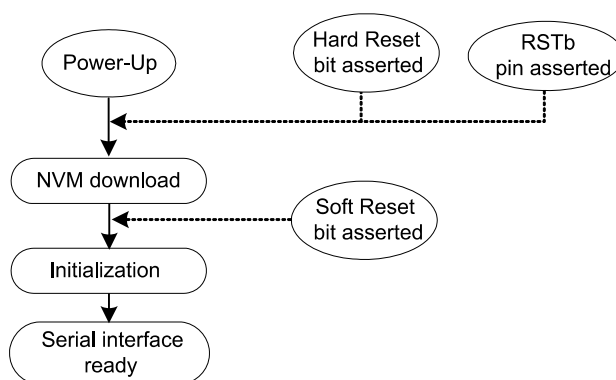 Power-Up
Hard Reset
bit asserted
RSTb
pin asserted
NVM download
Soft Reset
bit asserted
Initialization
Serial interface
ready